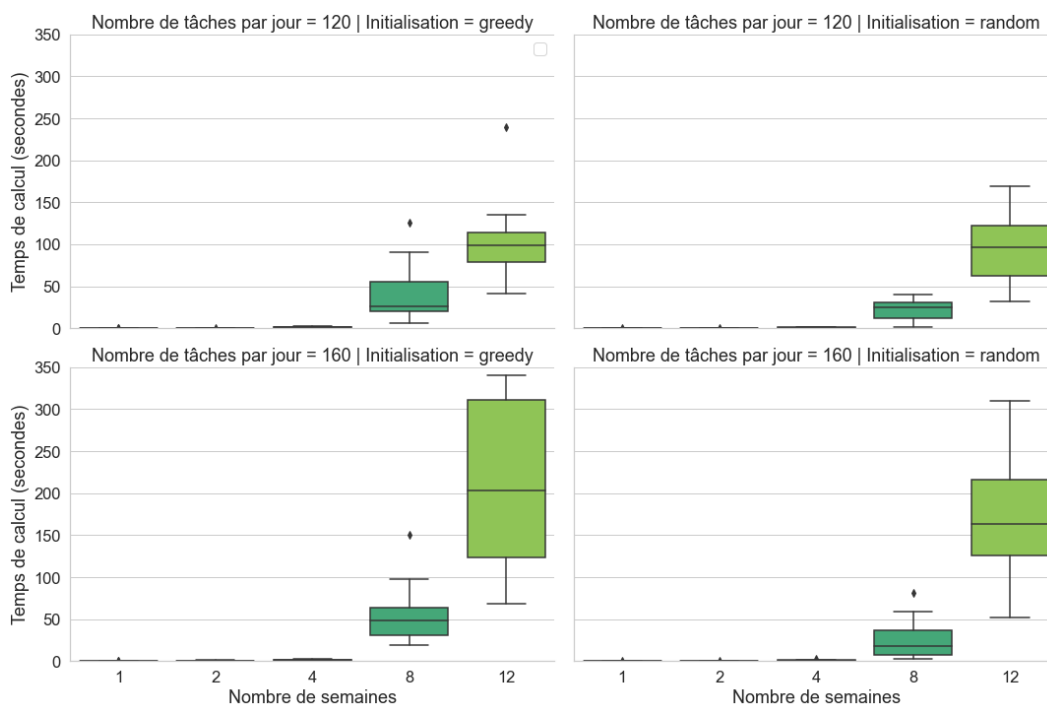 Nombre de tâches par jour = 120 | Initialisation = greedy
Nombre de tâches par jour = 120 | Initialisation = random
350
300
250
200
150
100
50
0
Temps de calcul (secondes)
Nombre de tâches par jour = 160 | Initialisation = greedy
Nombre de tâches par jour = 160 | Initialisation = random
350
300
250
200
150
100
50
0
Temps de calcul (secondes)
1 2 4 8 12
1 2 4 8 12
Nombre de semaines
Nombre de semaines